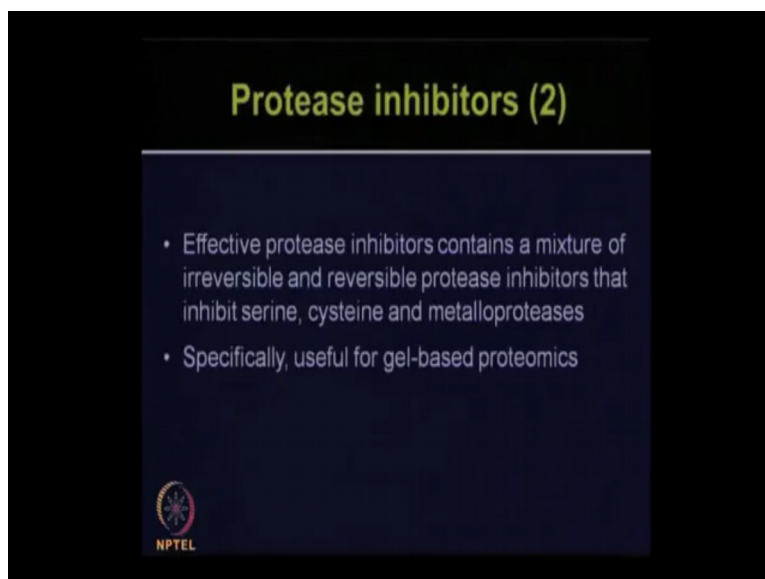 Protease inhibitors (2)
• Effective protease inhibitors contains a mixture of
irreversible and reversible protease inhibitors that
inhibit serine, cysteine and metalloproteases
• Specifically, useful for gel-based proteomics
NPTEL